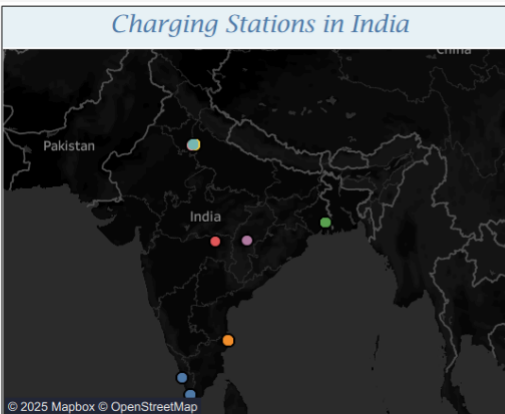 Charging Stations in India
China
Pakistan
India
© 2025 Mapbox © OpenStreetMap